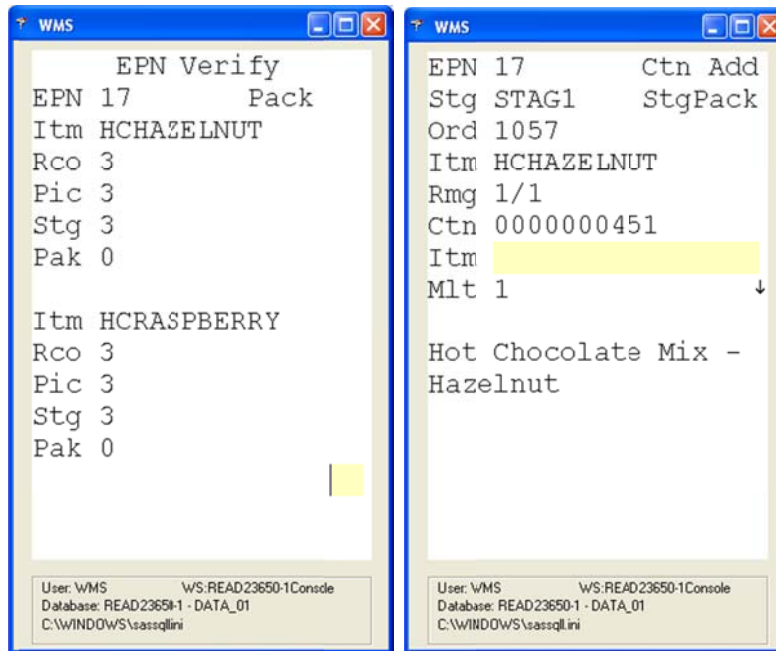 WMS
EPN Verify
EPN 17 Pack
Itm HCHAZELNUT
Rco 3
Pic 3
Stg 3
Pak 0
Itm HCRASPBERRY
Rco 3
Pic 3
Stg 3
Pak 0
User: WMS WS:READ23650-1Console
Database: READ23650-1 - DATA_01
C:\WINDOWS\sassqll.ini
WMS
EPN 17 Ctn Add
Stg STAG1 StgPack
Ord 1057
Itm HCHAZELNUT
Rmg 1/1
Ctn 0000000451
Itm
Mlt 1 ↓
Hot Chocolate Mix -
Hazelnut
User: WMS WS:READ23650-1Console
Database: READ23650-1 - DATA_01
C:\WINDOWS\sassqll.ini